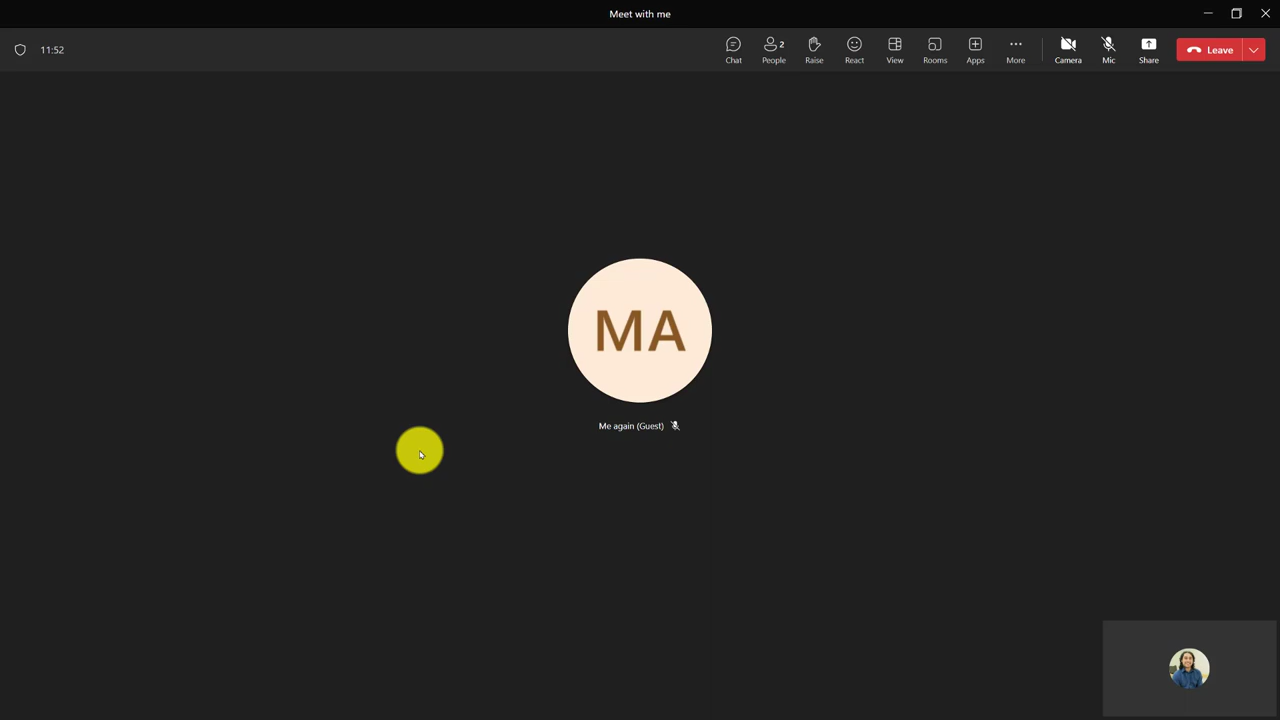 Meet with me
11:52
Chat
People 2
Raise
React
View
Rooms
Apps
More
Camera
Mic
Share
Leave
MA
Me again (Guest)